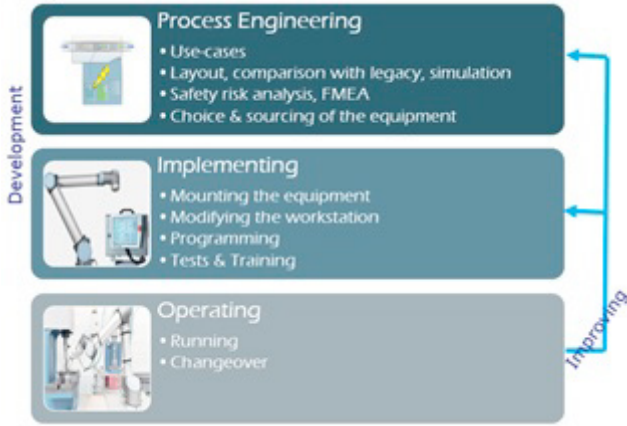 Development
Process Engineering
• Use-cases
• Layout, comparison with legacy, simulation
• Safety risk analysis, FMEA
• Choice & sourcing of the equipment
Implementing
• Mounting the equipment
• Modifying the workstation
• Programming
• Tests & Training
Operating
• Running
• Changeover
Improving